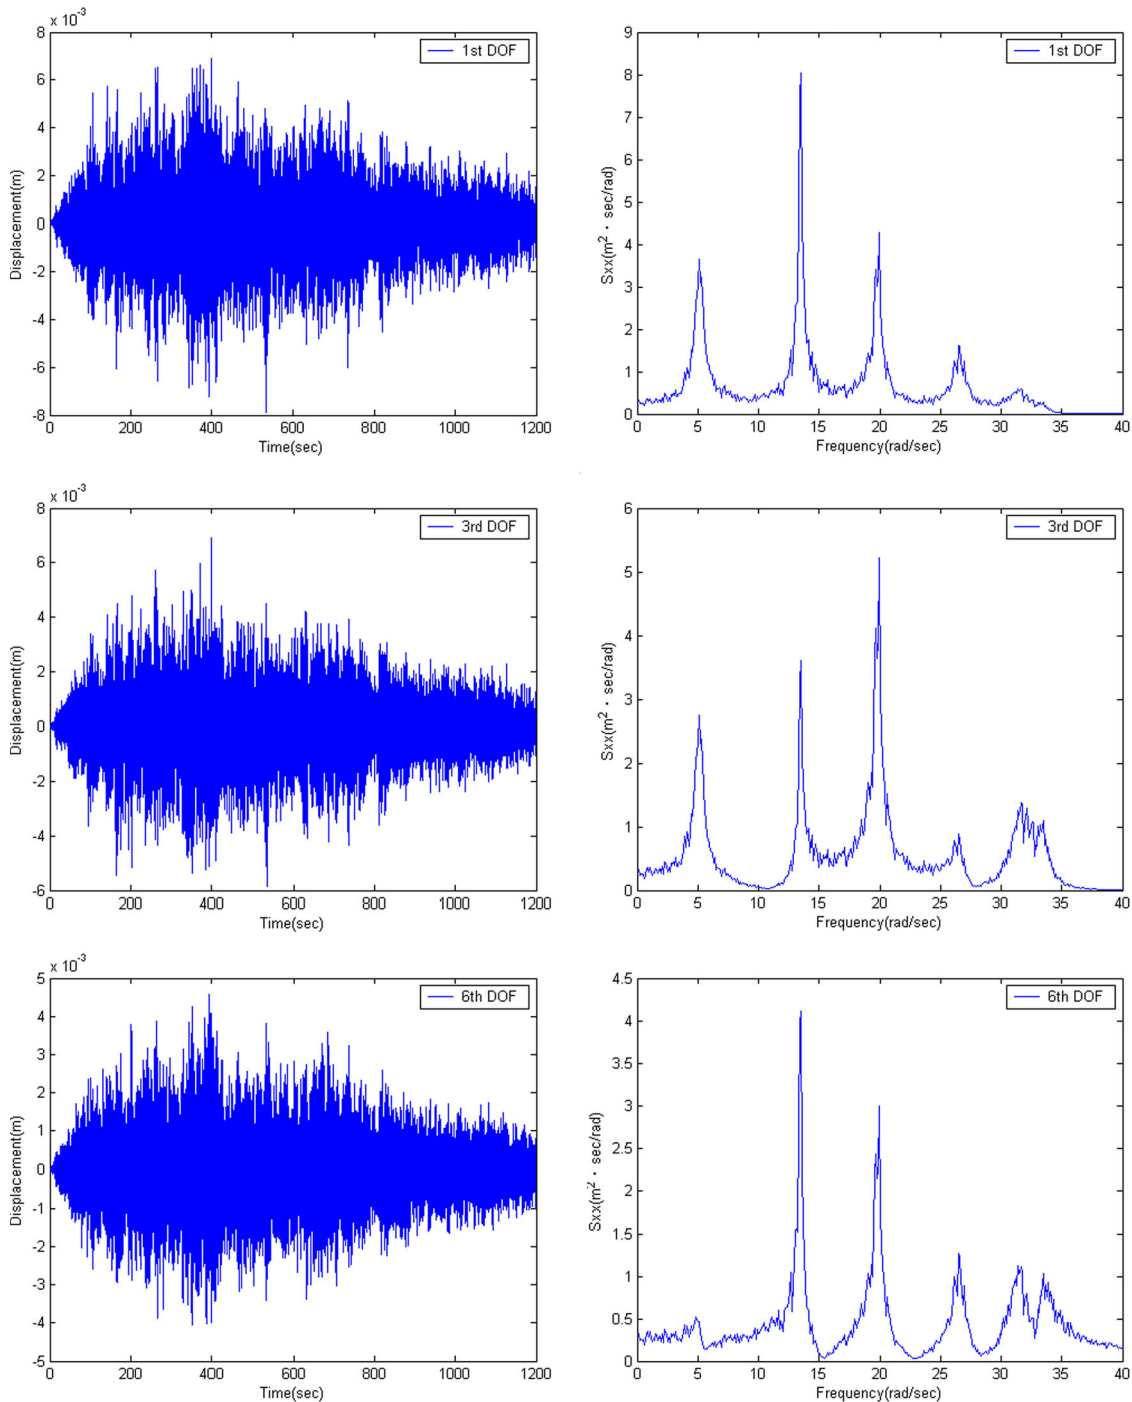 x 10-3
8
6
4
2
0
-2
-4
-6
-8
0 200 400 600 800 1000 1200
Displacement(m)
Time(sec)
1st DOF
9
8
7
6
5
4
3
2
1
0
0 5 10 15 20 25 30 35 40
Sxx(m2 · sec/rad)
Frequency(rad/sec)
1st DOF
x 10-3
8
6
4
2
0
-2
-4
-6
0 200 400 600 800 1000 1200
Displacement(m)
Time(sec)
3rd DOF
6
5
4
3
2
1
0
0 5 10 15 20 25 30 35 40
Sxx(m2 · sec/rad)
Frequency(rad/sec)
3rd DOF
x 10-3
5
4
3
2
1
0
-1
-2
-3
-4
-5
0 200 400 600 800 1000 1200
Displacement(m)
Time(sec)
6th DOF
4.5
4
3.5
3
2.5
2
1.5
1
0.5
0
0 5 10 15 20 25 30 35 40
Sxx(m2 · sec/rad)
Frequency(rad/sec)
6th DOF